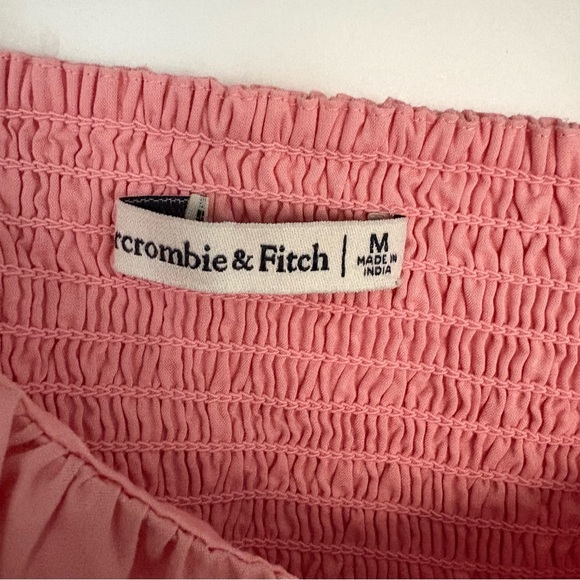 rcrombie & Fitch | M
MADE IN
INDIA